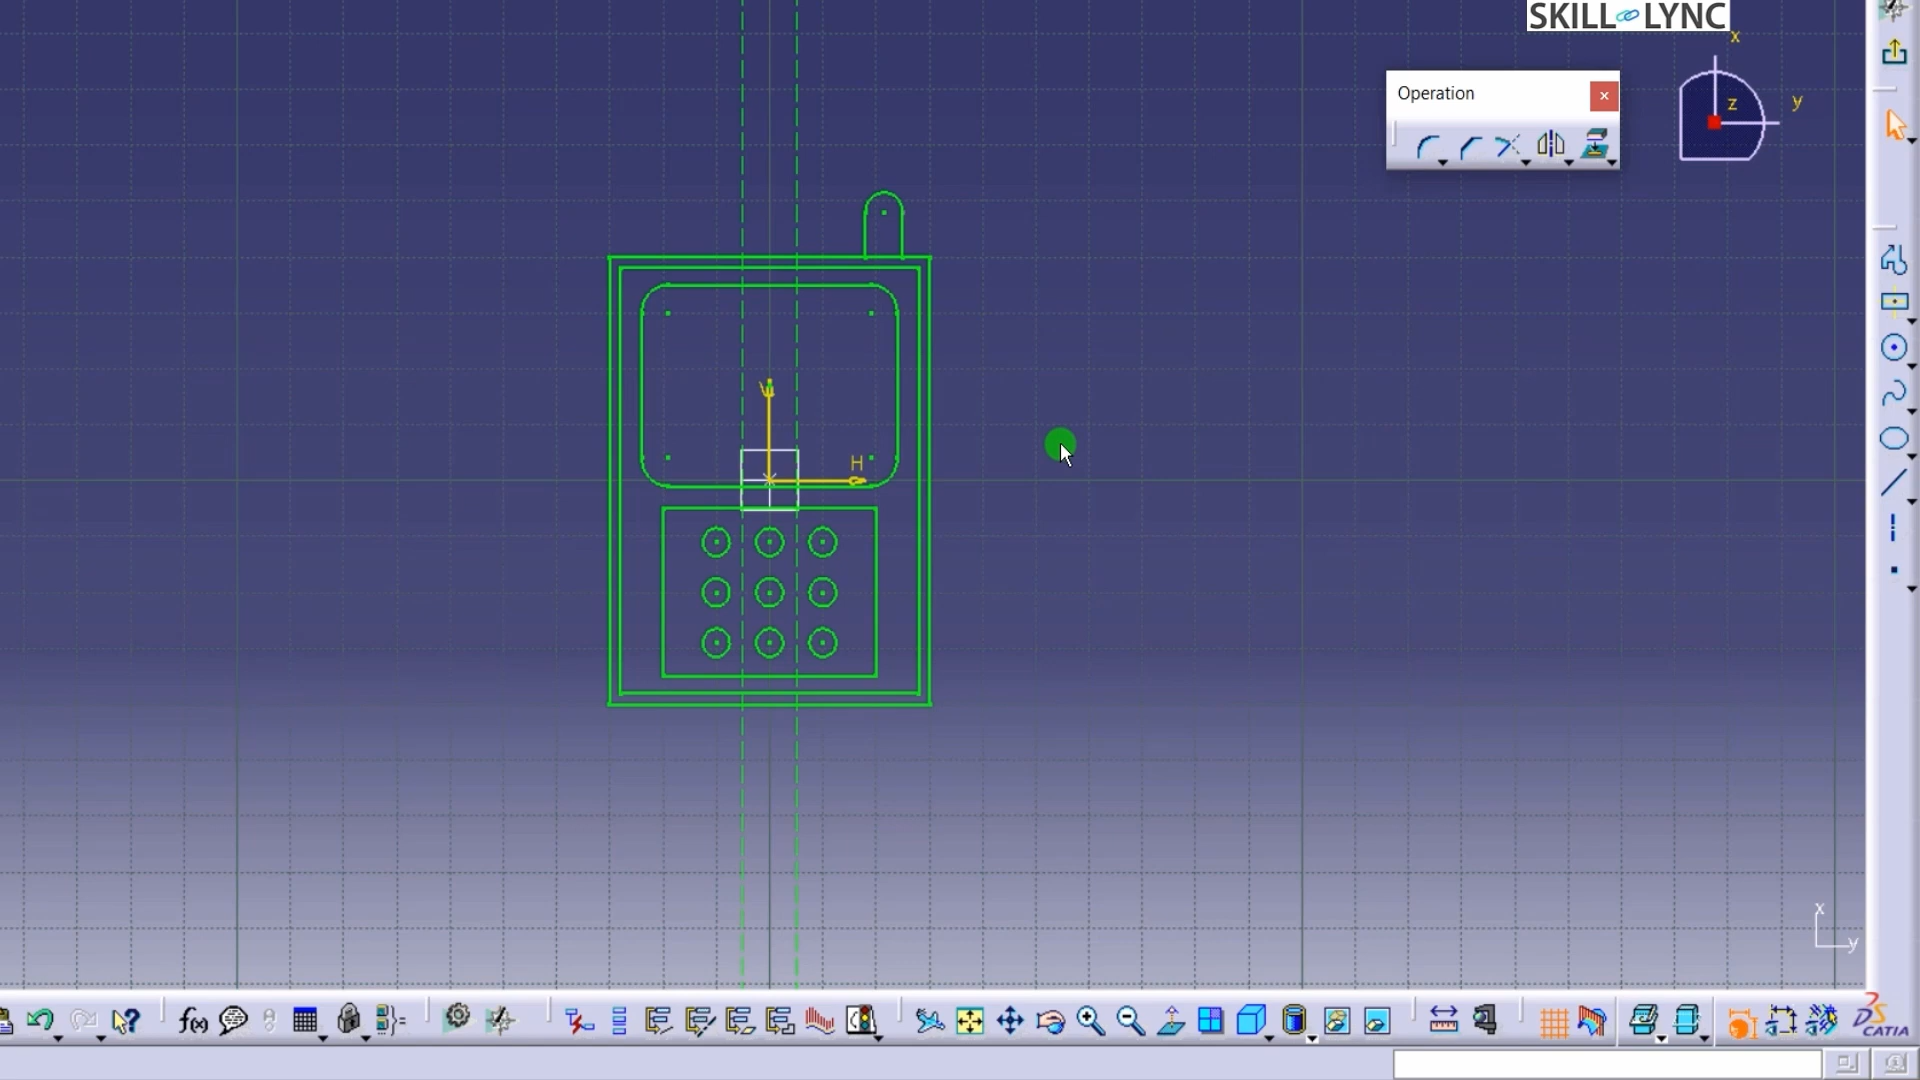 SKILL LYNC
x
Operation
z
y
V
H
x
y
f(x)
CATIA